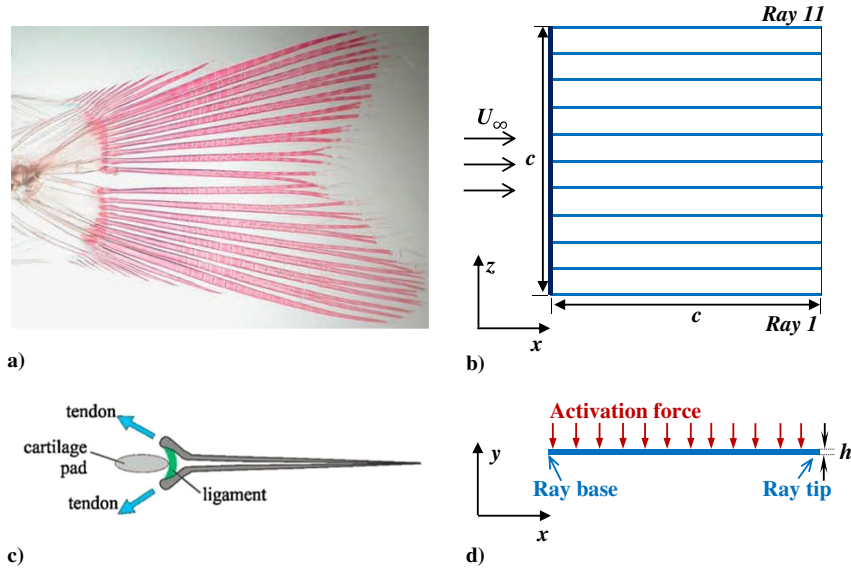 Ray 11
U∞
c
z
c
Ray 1
x
a)
b)
tendon
cartilage
pad
ligament
tendon
c)
Activation force
y
h
Ray base
Ray tip
x
d)